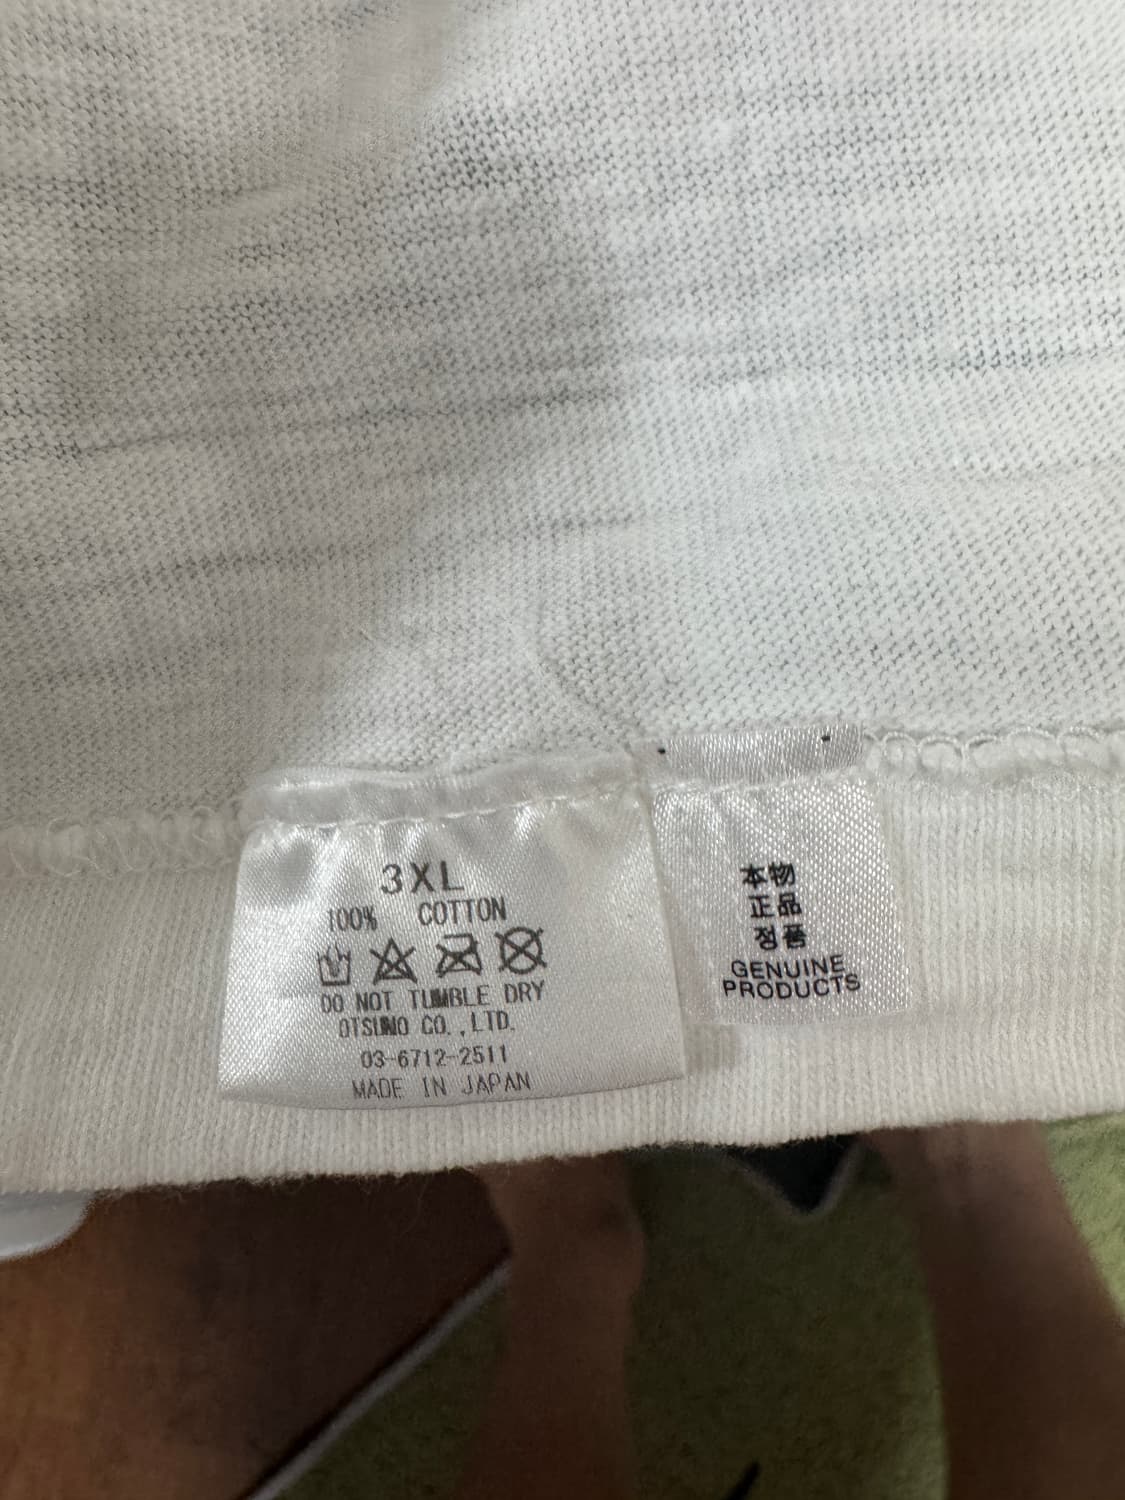 3XL
100% COTTON
DO NOT TUMBLE DRY
OTSUNO CO.,LTD.
03-6712-2511
MADE IN JAPAN
本物
正品
정품
GENUINE
PRODUCTS